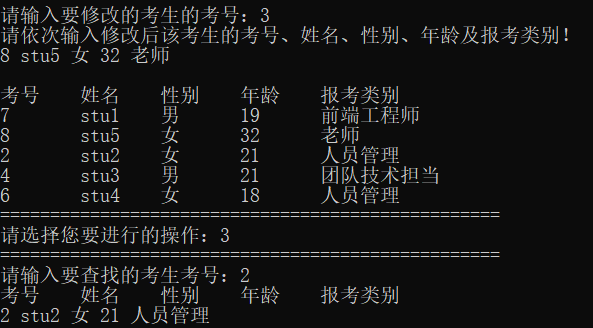 请输入要修改的考生的考号：3
请依次输入修改后该考生的考号、姓名、性别、年龄及报考类别！
8 stu5 女 32 老师
考号 姓名 性别 年龄 报考类别
7 stu1 男 19 前端工程师
8 stu5 女 32 老师
2 stu2 女 21 人员管理
4 stu3 男 21 团队技术担当
6 stu4 女 18 人员管理
==================================================
请选择您要进行的操作：3
==================================================
请输入要查找的考生考号：2
考号 姓名 性别 年龄 报考类别
2 stu2 女 21 人员管理